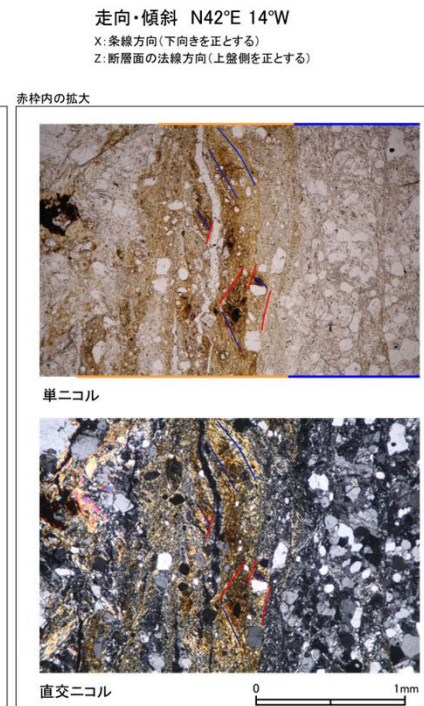 走向・傾斜 N42°E 14°W
X:条線方向(下向きを正とする)
Z:断層面の法線方向(上盤側を正とする)
赤枠内の拡大
単ニコル
直交ニコル
0 1mm